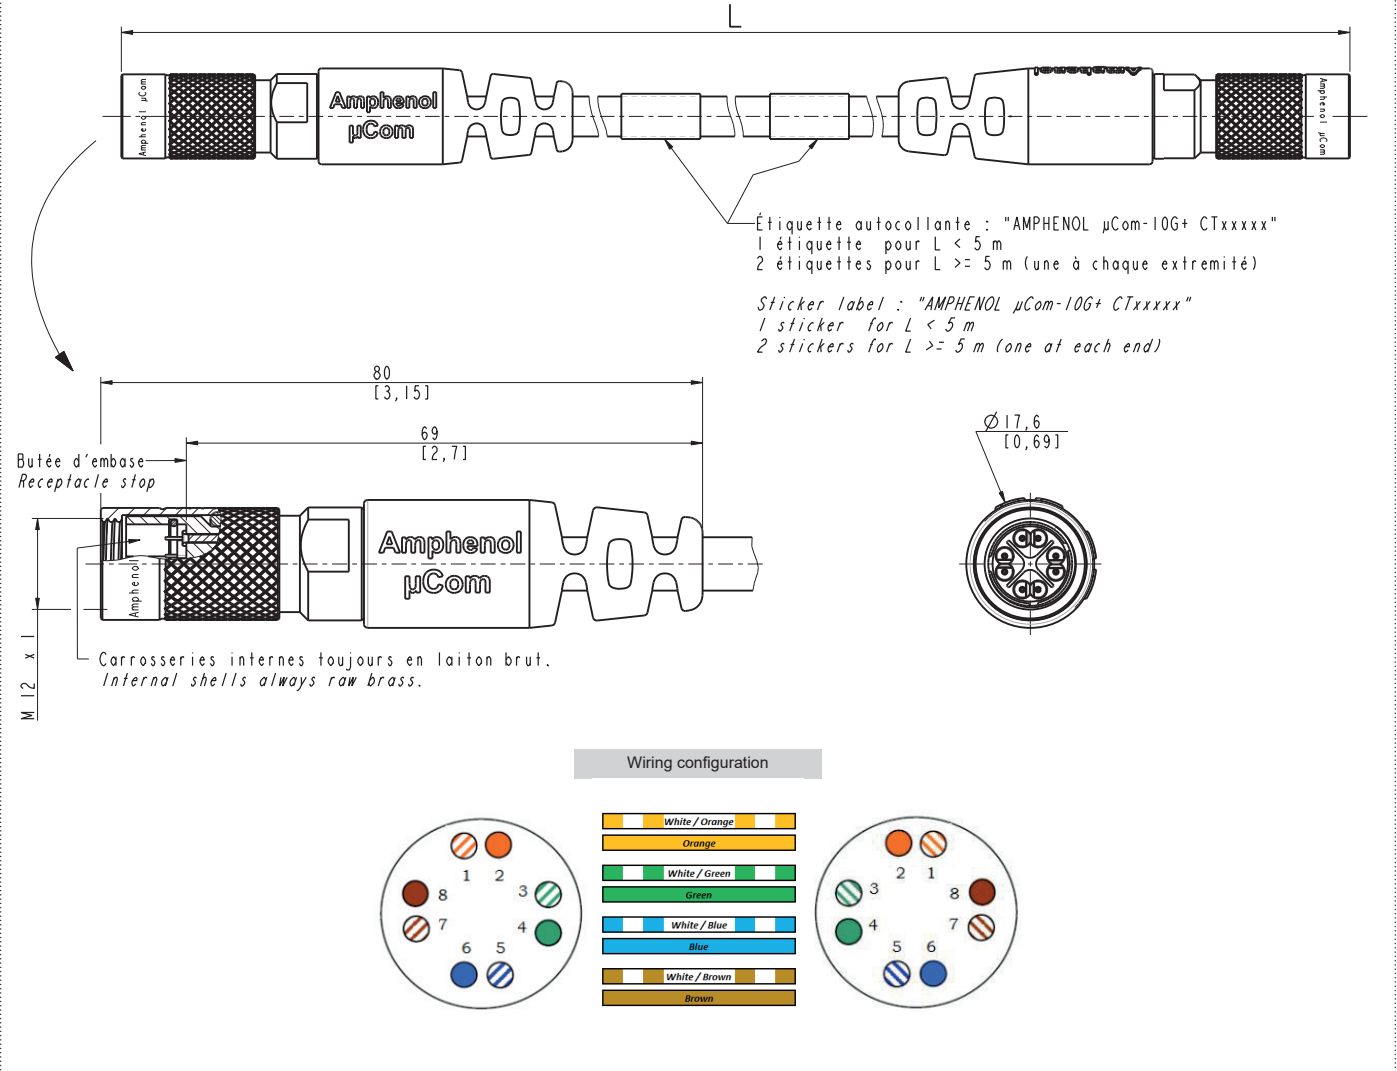 L
Amphenol µCom
Amphenol
µCom
Amphenol
Amphenol µCom
Étiquette autocollante : "AMPHENOL µCom-10G+ CTxxxxx"
1 étiquette pour L < 5 m
2 étiquettes pour L >= 5 m (une à chaque extremité)
Sticker label : "AMPHENOL µCom-10G+ CTxxxxx"
1 sticker for L < 5 m
2 stickers for L >= 5 m (one at each end)
80
[3,15]
69
[2,7]
Butée d'embase
Receptacle stop
Ø17,6
[0,69]
Amphenol
µCom
Amphenol
M12 x 1
Carrosseries internes toujours en laiton brut.
Internal shells always raw brass.
Wiring configuration
1 2
8 3
7 4
6 5
White / Orange
Orange
White / Green
Green
White / Blue
Blue
White / Brown
Brown
2 1
3 8
4 7
5 6